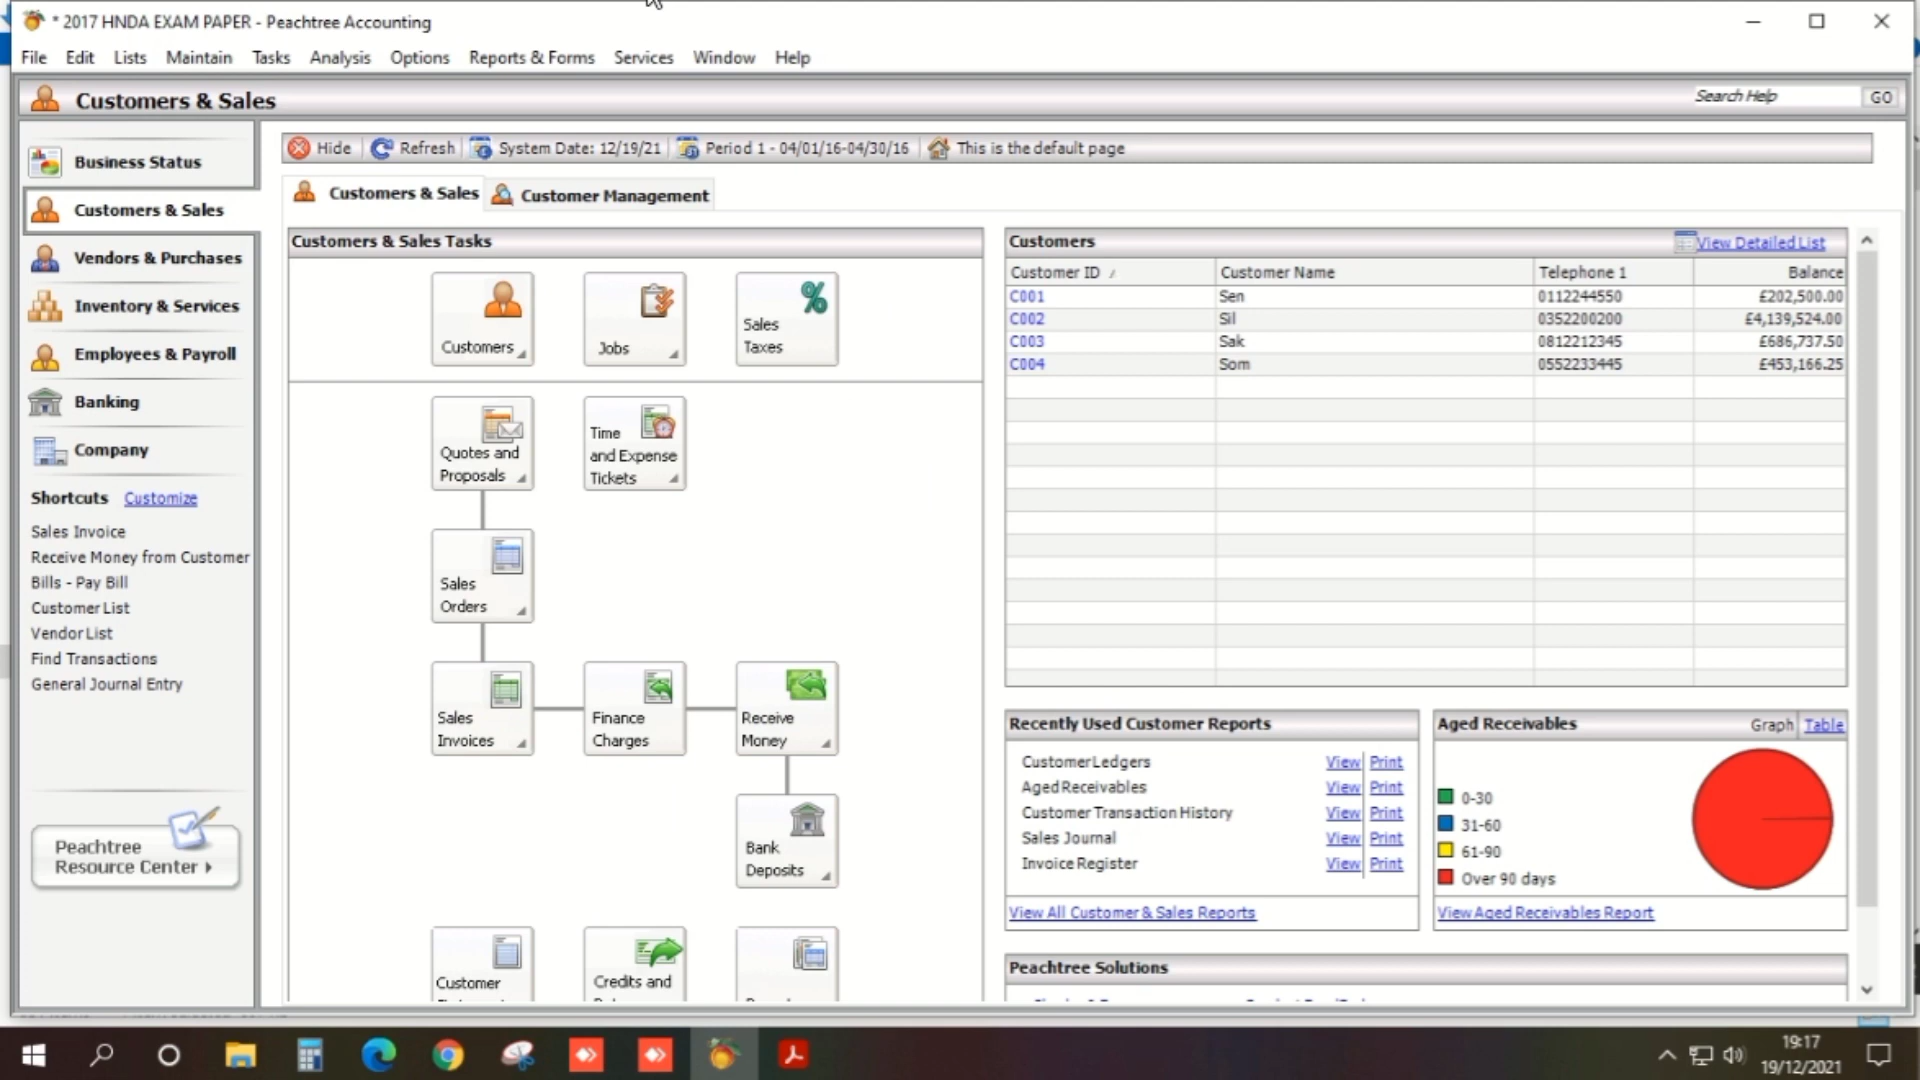 * 2017 HNDA EXAM PAPER - Peachtree Accounting
File Edit Lists Maintain Tasks Analysis Options Reports & Forms Services Window Help
Customers & Sales
Search Help GO
Business Status
Customers & Sales
Vendors & Purchases
Inventory & Services
Employees & Payroll
Banking
Company
Shortcuts Customize
Sales Invoice
Receive Money from Customer
Bills - Pay Bill
Customer List
Vendor List
Find Transactions
General Journal Entry
Peachtree
Resource Center
Hide Refresh System Date: 12/19/21 Period 1 - 04/01/16-04/30/16 This is the default page
Customers & Sales Customer Management
Customers & Sales Tasks
Customers
Jobs
Sales
Taxes
Quotes and
Proposals
Time
and Expense
Tickets
Sales
Orders
Sales
Invoices
Finance
Charges
Receive
Money
Bank
Deposits
Customer
Credits and
Customers View Detailed List
Customer ID Customer Name Telephone 1 Balance
C001 Sen 0112244550 £202,500.00
C002 Sil 0352200200 £4,139,524.00
C003 Sak 0812212345 £686,737.50
C004 Som 0552233445 £453,166.25
Recently Used Customer Reports
Customer Ledgers View Print
Aged Receivables View Print
Customer Transaction History View Print
Sales Journal View Print
Invoice Register View Print
View All Customer & Sales Reports
Aged Receivables Graph Table
0-30
31-60
61-90
Over 90 days
View Aged Receivables Report
Peachtree Solutions
19:17
19/12/2021